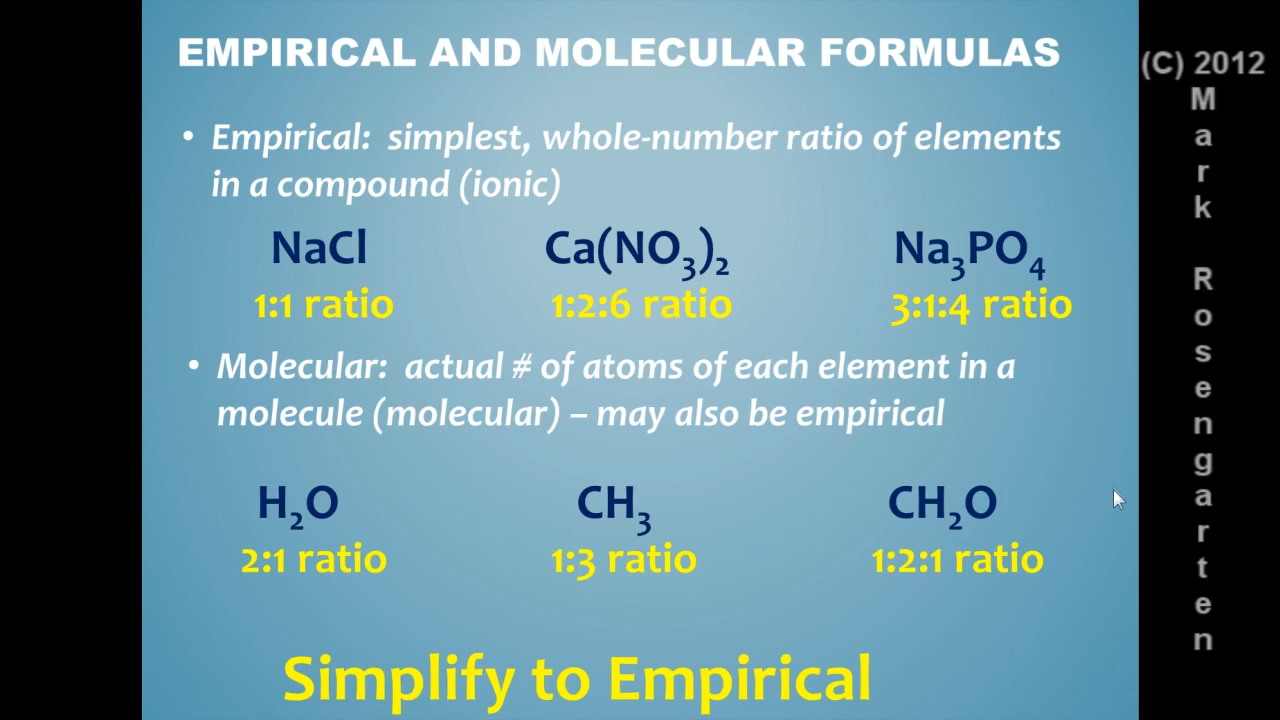 EMPIRICAL AND MOLECULAR FORMULAS
• Empirical: simplest, whole-number ratio of elements
in a compound (ionic)
NaCl Ca(NO₃)₂ Na₃PO₄
1:1 ratio 1:2:6 ratio 3:1:4 ratio
• Molecular: actual # of atoms of each element in a
molecule (molecular) – may also be empirical
H₂O CH₃ CH₂O
2:1 ratio 1:3 ratio 1:2:1 ratio
Simplify to Empirical
(C) 2012
Mark Rosengarten